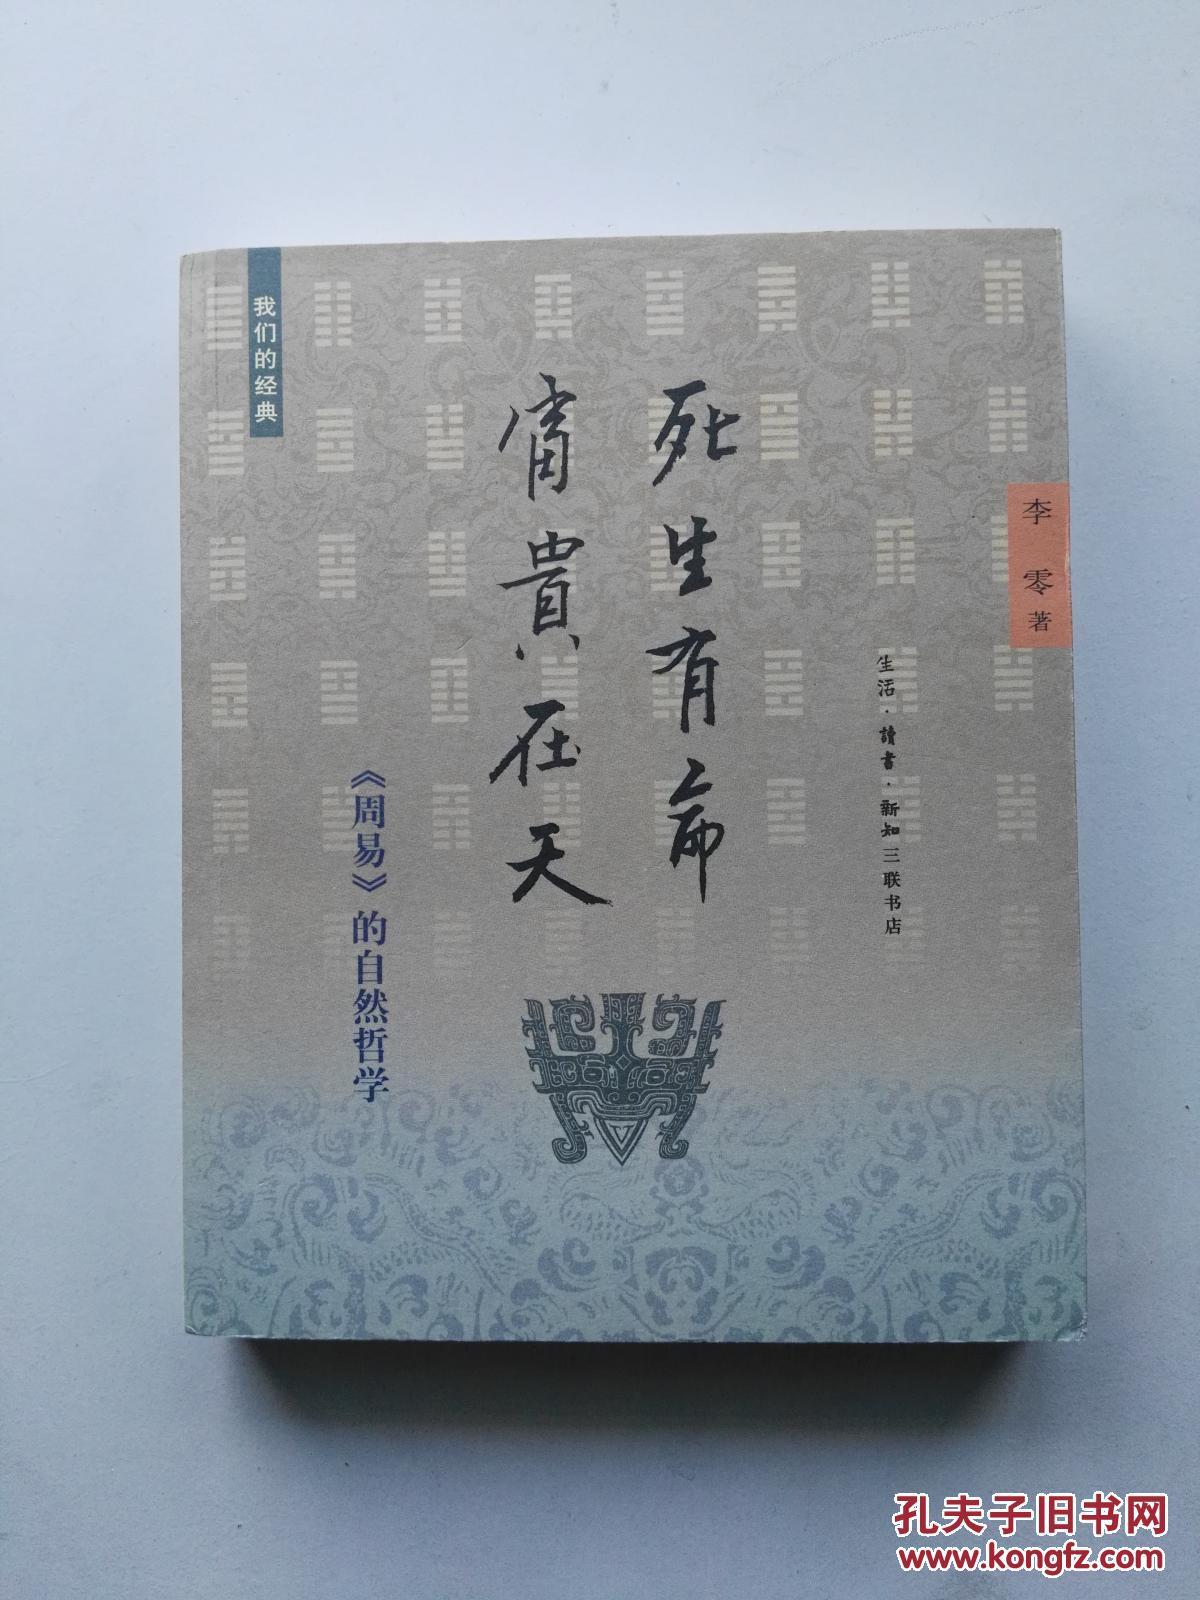 我们的经典
死生有命
富貴在天
《周易》的自然哲学
李零著
生活·讀書·新知三联书店
孔夫子旧书网
www.kongfz.com